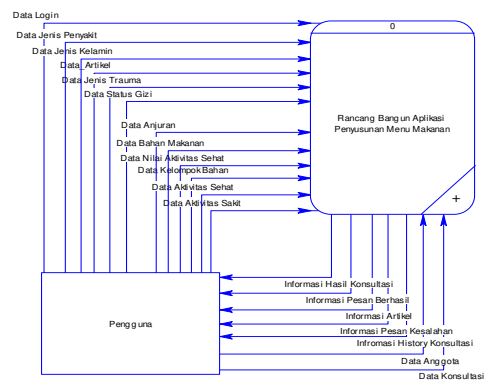 Data Login
0
Data Jenis Penyakit
Data Jenis Kelamin
Data_Artikel
Data Jenis Trauma
Data Status Gizi
Rancang Bangun Aplikasi
Penyusunan Menu Makanan
Data Anjuran
Data Bahan Makanan
Data Nilai Aktivitas Sehat
Data Kelompok Bahan
Data Aktivitas Sehat
Data Aktivitas Sakit
+
Informasi Hasil Konsultasi
Informasi Pesan Berhasil
Informasi Artikel
Pengguna
Informasi Pesan Kesalahan
Infromasi History Konsultasi
Data Anggota
Data Konsultasi